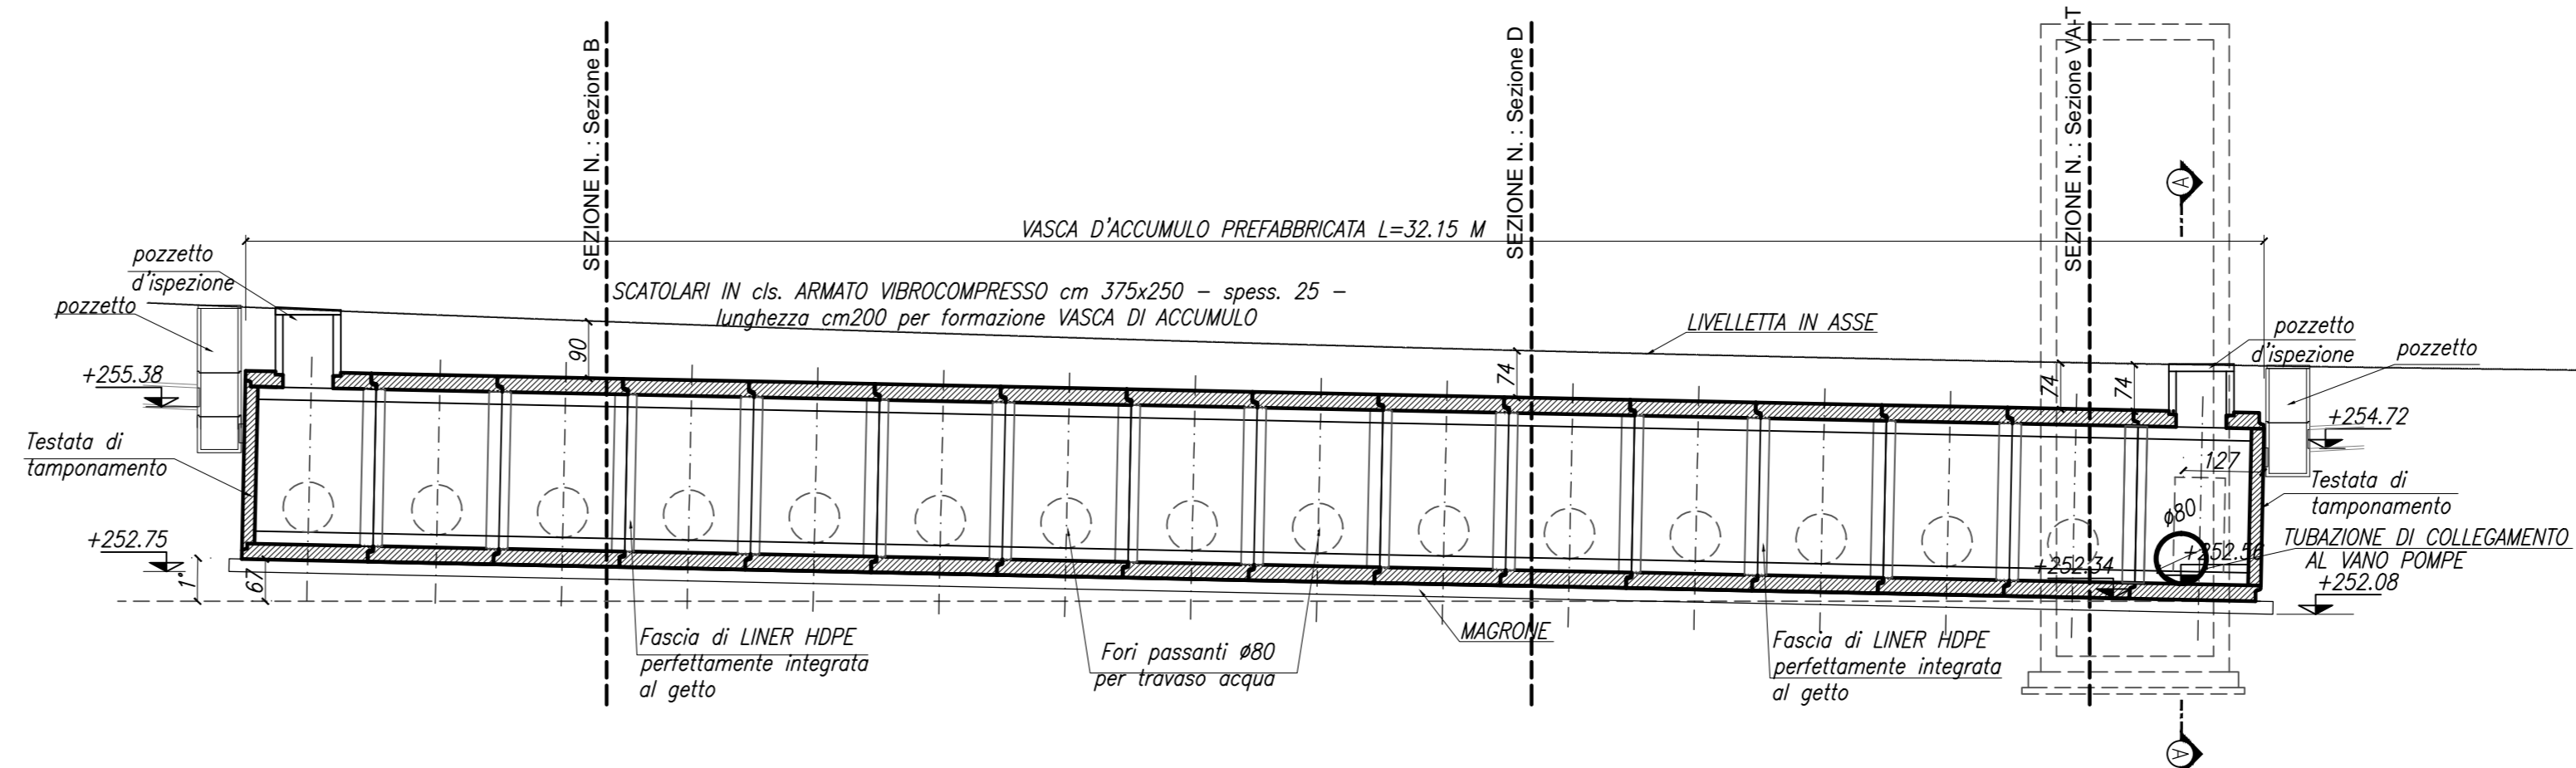 SEZIONE N. : Sezione B
SEZIONE N. : Sezione D
SEZIONE N. : Sezione VA-T
A
VASCA D'ACCUMULO PREFABBRICATA L=32.15 M
pozzetto
d'ispezione
pozzetto
SCATOLARI IN cls. ARMATO VIBROCOMPRESSO cm 375x250 – spess. 25 –
lunghezza cm200 per formazione VASCA DI ACCUMULO
LIVELLETTA IN ASSE
pozzetto
d'ispezione
pozzetto
90
74
74
74
+255.38
+254.72
Testata di
tamponamento
127
Testata di
tamponamento
ø80
+252.75
+252.56
TUBAZIONE DI COLLEGAMENTO
AL VANO POMPE
+252.34
+252.08
1°
67
Fascia di LINER HDPE
perfettamente integrata
al getto
Fori passanti ø80
per travaso acqua
MAGRONE
Fascia di LINER HDPE
perfettamente integrata
al getto
A